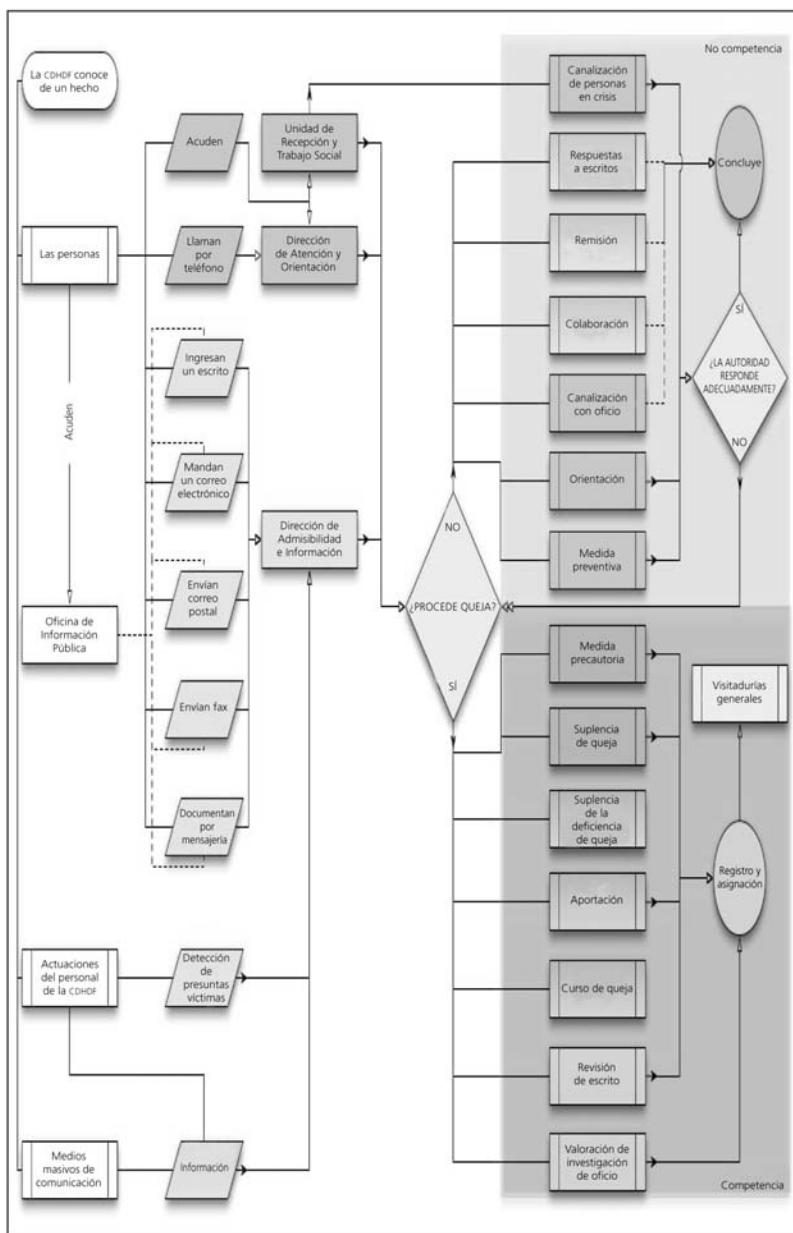 La CDHDF conoce
de un hecho
Las personas
Acuden
Oficina de
Información
Pública
Actuaciones
del personal
de la CDHDF
Medios
masivos de
comunicación
Acuden
Llaman
por
teléfono
Ingresan
un escrito
Mandan
un correo
electrónico
Envían
correo
postal
Envían fax
Documentan
por
mensajería
Detección
de
presuntas
víctimas
Información
Unidad de
Recepción y
Trabajo Social
Dirección
de Atención y
Orientación
Dirección de
Admisibilidad
e Información
NO
¿PROCEDE QUEJA?
SÍ
No competencia
Canalización
de personas
en crisis
Respuestas
a escritos
Remisión
Colaboración
Canalización
con oficio
Orientación
Medida
preventiva
Concluye
SÍ
¿LA AUTORIDAD
RESPONDE
ADECUADAMENTE?
NO
Medida
precautoria
Suplencia
de queja
Suplencia
de la
deficiencia
de queja
Aportación
Curso de queja
Revisión
de escrito
Valoración de
investigación
de oficio
Visitadurías
generales
Registro y
asignación
Competencia